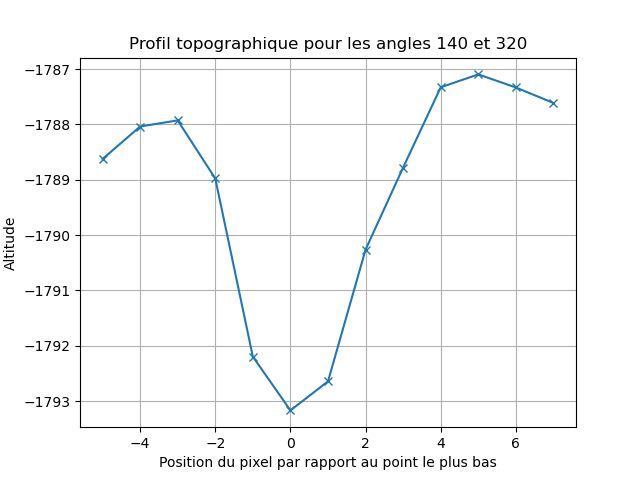 Profil topographique pour les angles 140 et 320
−1787
−1788
−1789
−1790
−1791
−1792
−1793
Altitude
−4 −2 0 2 4 6
Position du pixel par rapport au point le plus bas